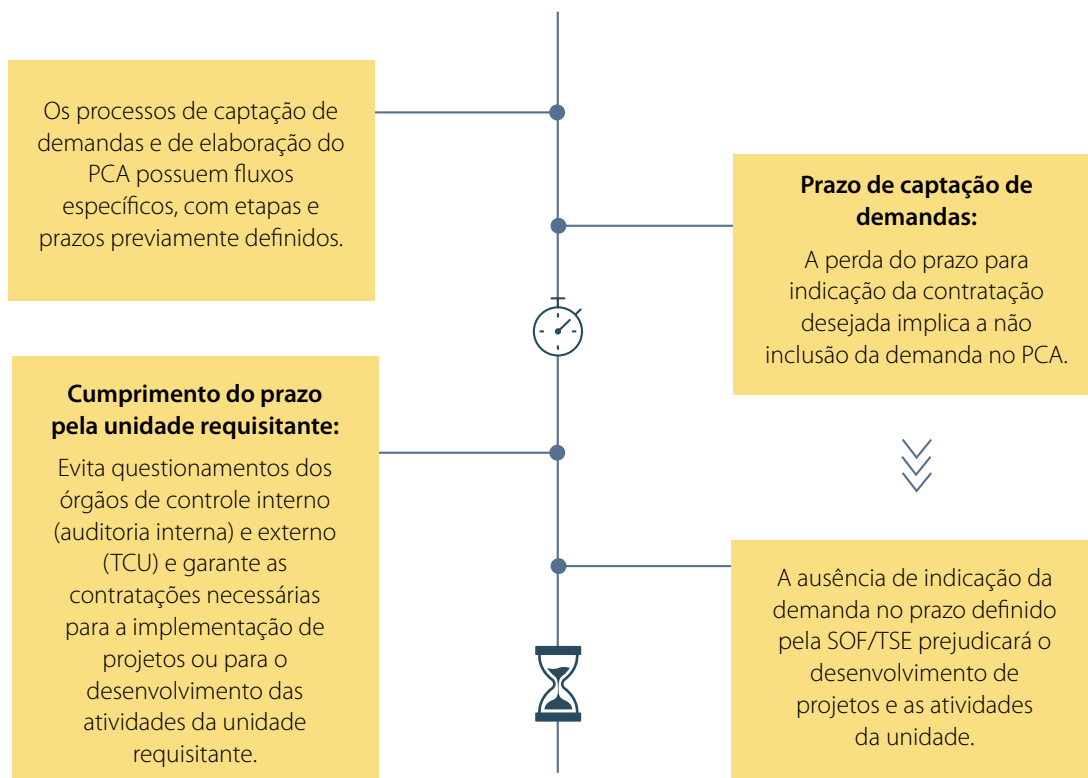 Os processos de captação de
demandas e de elaboração do
PCA possuem fluxos
específicos, com etapas e
prazos previamente definidos.
Prazo de captação de
demandas:
A perda do prazo para
indicação da contratação
desejada implica a não
inclusão da demanda no PCA.
Cumprimento do prazo
pela unidade requisitante:
Evita questionamentos dos
órgãos de controle interno
(auditoria interna) e externo
(TCU) e garante as
contratações necessárias
para a implementação de
projetos ou para o
desenvolvimento das
atividades da unidade
requisitante.
A ausência de indicação da
demanda no prazo definido
pela SOF/TSE prejudicará o
desenvolvimento de
projetos e as atividades
da unidade.